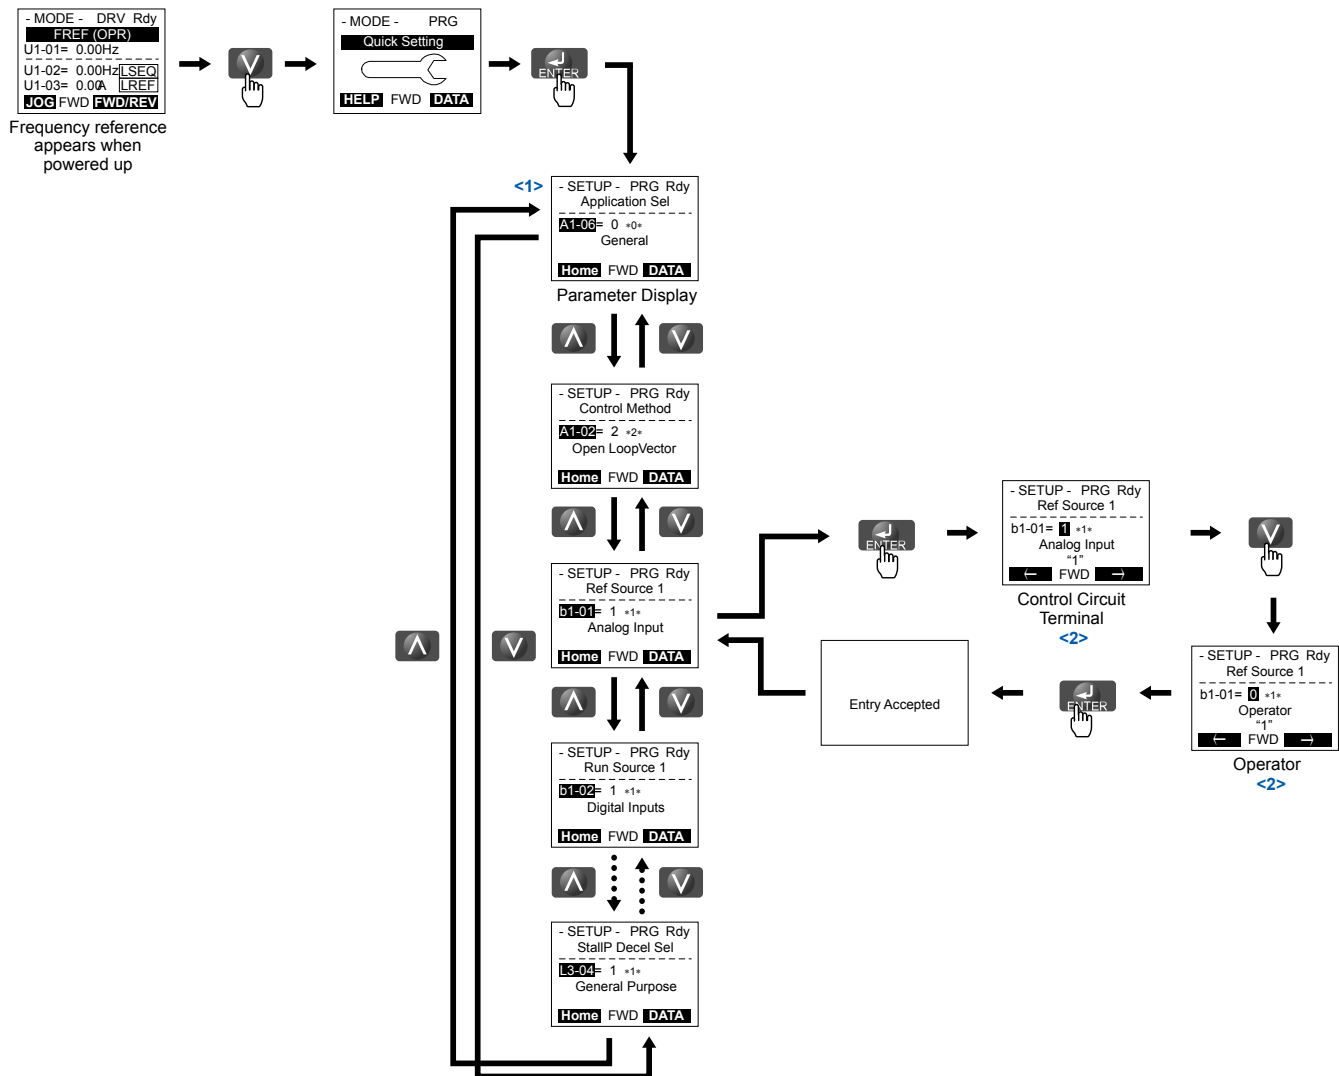 - MODE -   DRV Rdy
FREF (OPR)
U1-01=  0.00Hz
U1-02=  0.00Hz LSEQ
U1-03=  0.00A LREF
JOG FWD FWD/REV
Frequency reference
appears when
powered up
- MODE -   PRG
Quick Setting
HELP FWD DATA
ENTER
<1>
- SETUP -   PRG Rdy
Application Sel
A1-06= 0 *0*
General
Home FWD DATA
Parameter Display
- SETUP -   PRG Rdy
Control Method
A1-02= 2 *2*
Open LoopVector
Home FWD DATA
- SETUP -   PRG Rdy
Ref Source 1
b1-01= 1 *1*
Analog Input
Home FWD DATA
- SETUP -   PRG Rdy
Run Source 1
b1-02= 1 *1*
Digital Inputs
Home FWD DATA
- SETUP -   PRG Rdy
StallP Decel Sel
L3-04= 1 *1*
General Purpose
Home FWD DATA
ENTER
- SETUP -   PRG Rdy
Ref Source 1
b1-01= 1 *1*
Analog Input
“1”
← FWD →
Control Circuit
Terminal
<2>
- SETUP -   PRG Rdy
Ref Source 1
b1-01= 0 *1*
Operator
“1”
← FWD →
Operator
<2>
ENTER
Entry Accepted